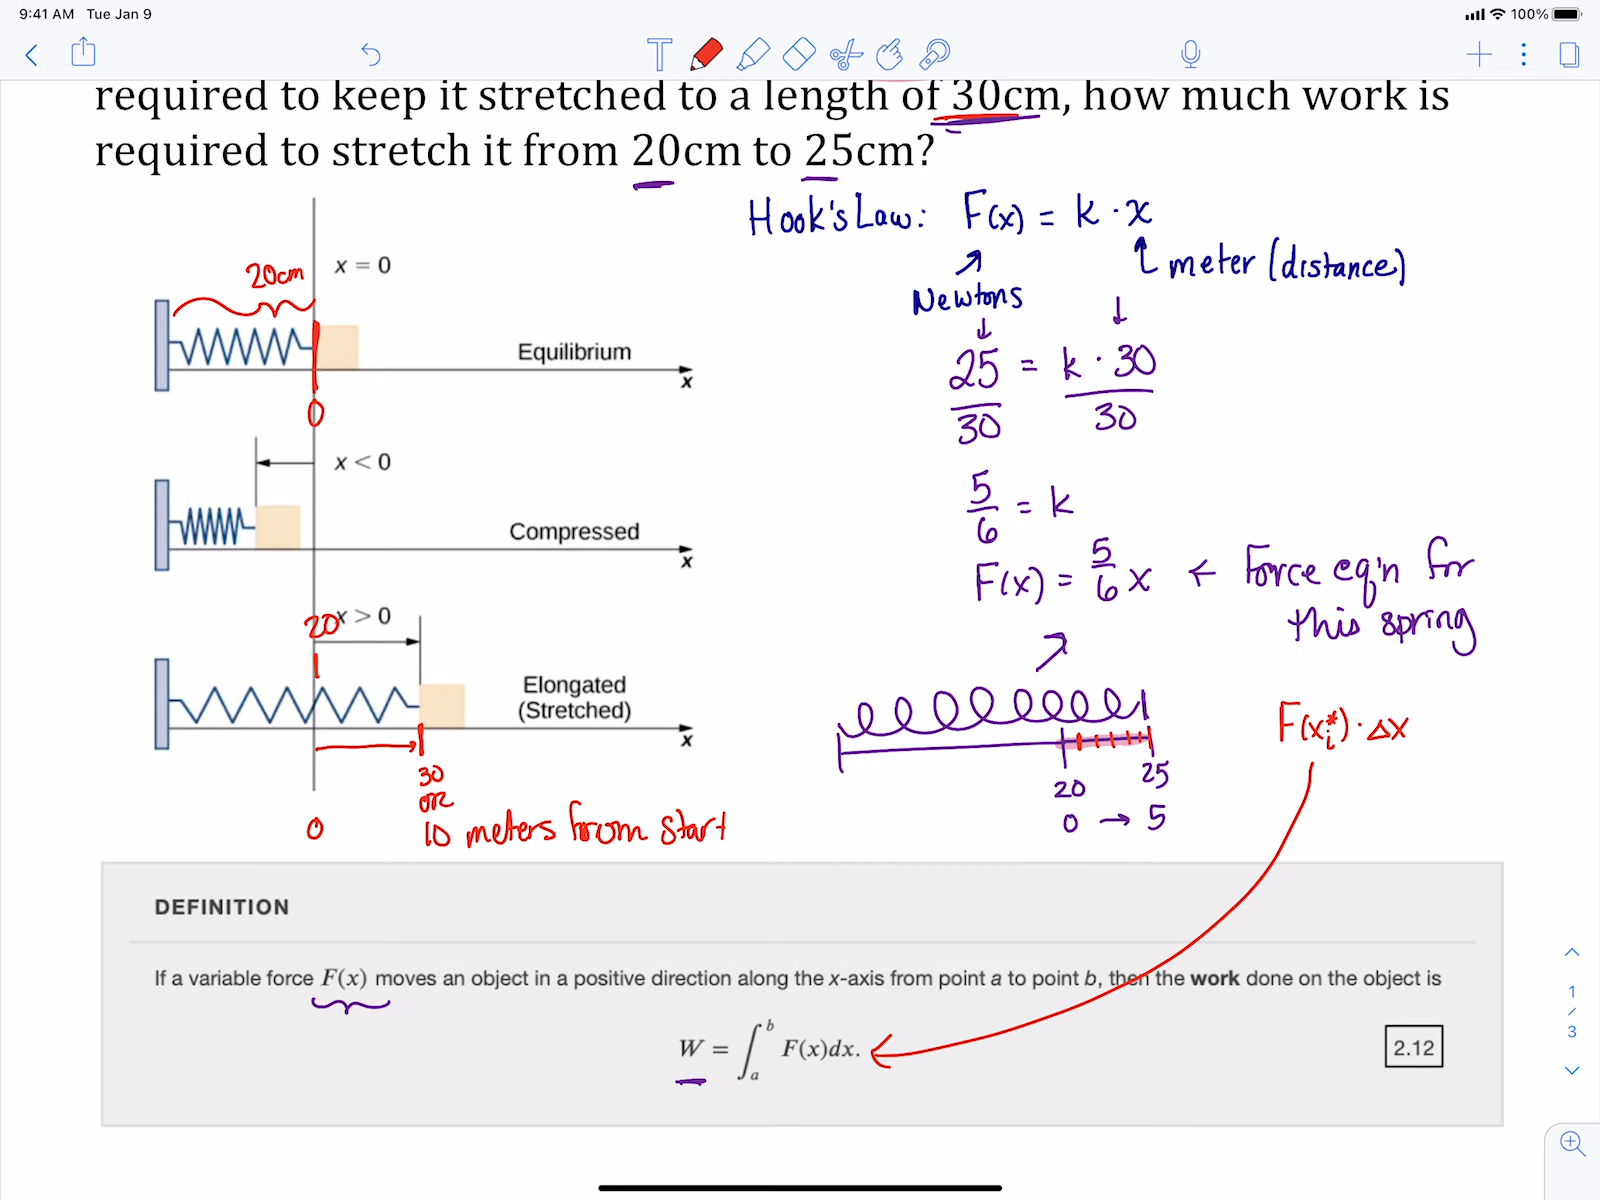 9:41 AM Tue Jan 9
100%
required to keep it stretched to a length of 30cm, how much work is
required to stretch it from 20cm to 25cm?
Hook's Law: F(x) = k · x
meter (distance)
Newtons
25 = k · 30
30 30
5/6 = k
F(x) = 5/6 x ← Force eq'n for
this spring
20cm
x = 0
Equilibrium
x
0
x < 0
Compressed
x
20
x > 0
Elongated
(Stretched)
x
30
or
0
10 meters from start
20 25
0 → 5
F(xᵢ*) · Δx
DEFINITION
If a variable force F(x) moves an object in a positive direction along the x-axis from point a to point b, then the work done on the object is
W = ∫ₐᵇ F(x)dx.
2.12
1
/
3